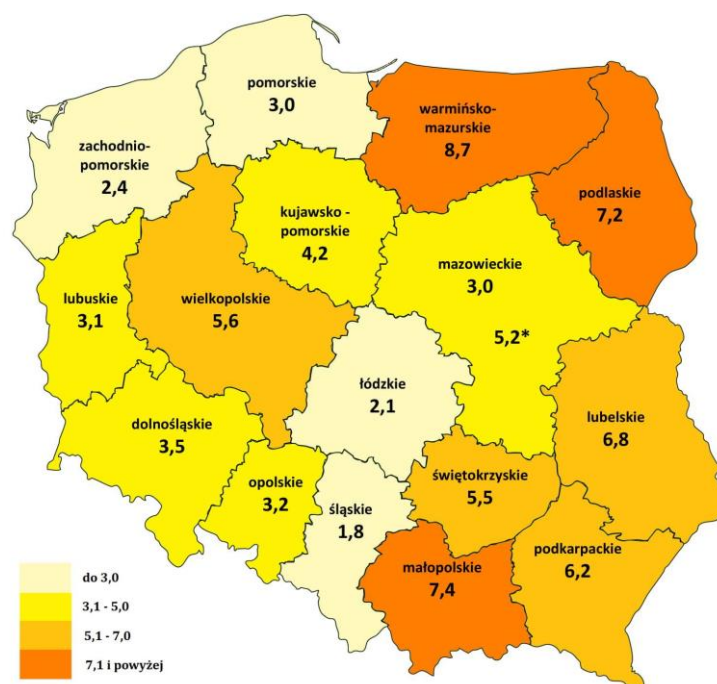 pomorskie
3,0
warmińsko-
mazurskie
8,7
zachodnio-
pomorskie
2,4
podlaskie
7,2
kujawsko -
pomorskie
4,2
mazowieckie
3,0
5,2*
lubuskie
3,1
wielkopolskie
5,6
łódzkie
2,1
lubelskie
6,8
dolnośląskie
3,5
świętokrzyskie
5,5
opolskie
3,2
śląskie
1,8
podkarpackie
6,2
małopolskie
7,4
do 3,0
3,1 - 5,0
5,1 - 7,0
7,1 i powyżej